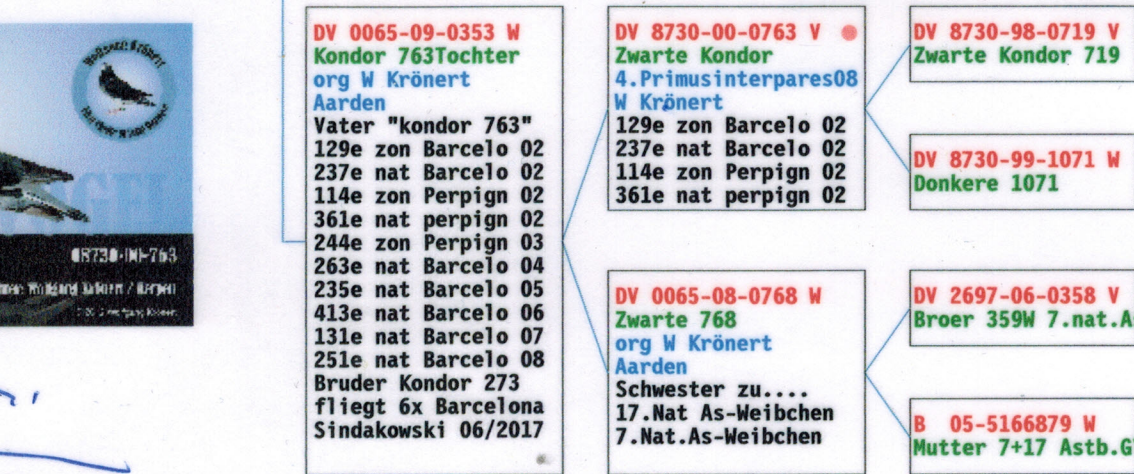 Wolfgang Krönert
08730-00-763
DV 0065-09-0353 W
Kondor 763Tochter
org W Krönert
Aarden
Vater "kondor 763"
129e zon Barcelo 02
237e nat Barcelo 02
114e zon Perpign 02
361e nat perpign 02
244e zon Perpign 03
263e nat Barcelo 04
235e nat Barcelo 05
413e nat Barcelo 06
131e nat Barcelo 07
251e nat Barcelo 08
Bruder Kondor 273
fliegt 6x Barcelona
Sindakowski 06/2017
DV 8730-00-0763 V
Zwarte Kondor
4.Primusinterpares08
W Krönert
129e zon Barcelo 02
237e nat Barcelo 02
114e zon Perpign 02
361e nat perpign 02
DV 0065-08-0768 W
Zwarte 768
org W Krönert
Aarden
Schwester zu....
17.Nat As-Weibchen
7.Nat.As-Weibchen
DV 8730-98-0719 V
Zwarte Kondor 719
DV 8730-99-1071 W
Donkere 1071
DV 2697-06-0358 V
Broer 359W 7.nat.As
B 05-5166879 W
Mutter 7+17 Astb.G